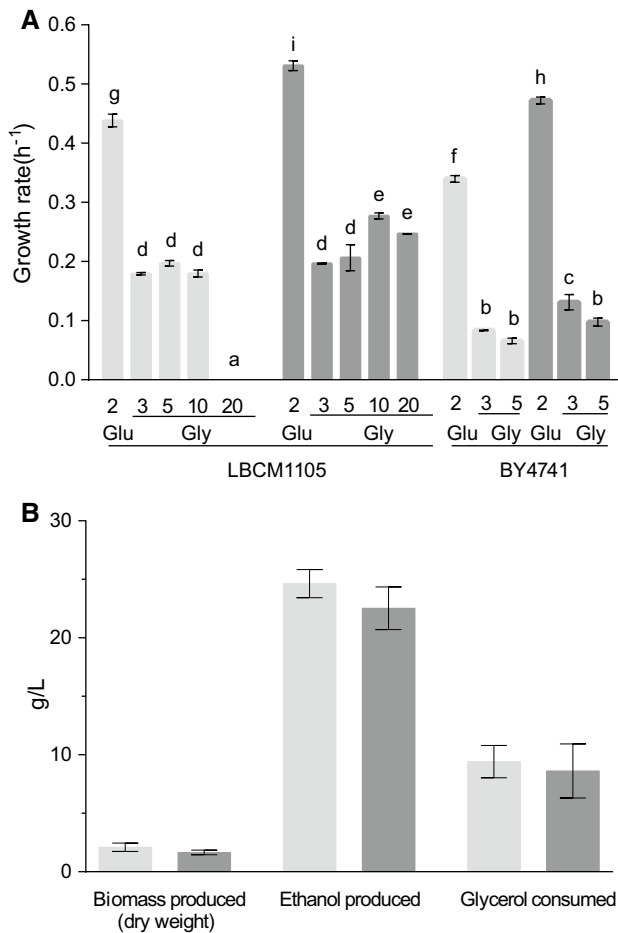 A
0.6
0.5
0.4
0.3
0.2
0.1
0.0
Growth rate(h-1)
g d d d a i d d e e f b b h c b
2 3 5 10 20 2 3 5 10 20 2 3 5 2 3 5
Glu Gly Glu Gly Glu Gly Glu Gly
LBCM1105 BY4741
B
30
20
10
0
g/L
Biomass produced Ethanol produced Glycerol consumed
(dry weight)